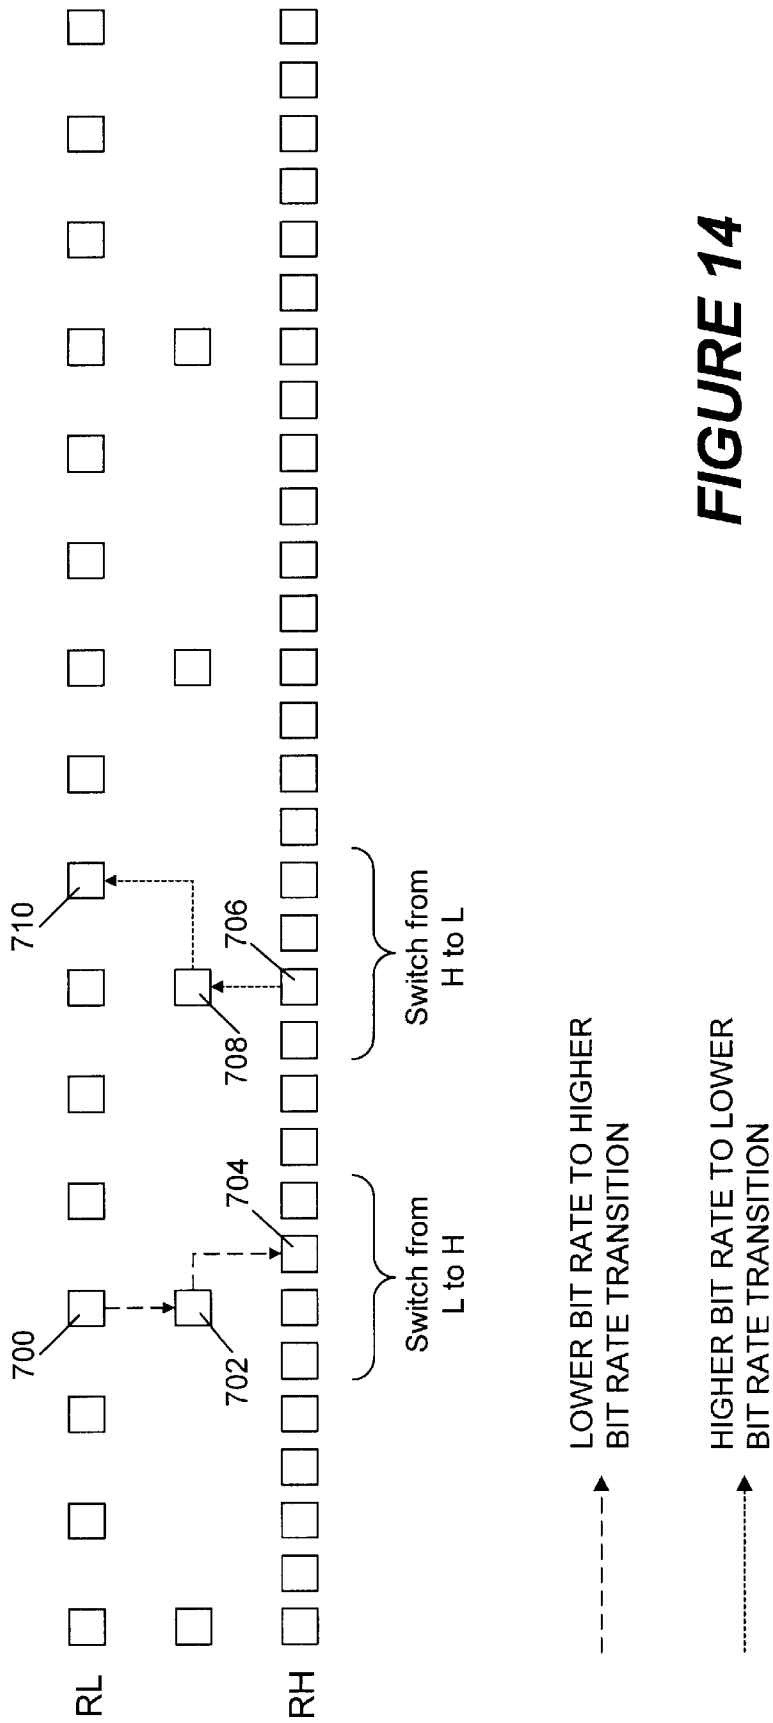 RL
RH
700
702
704
706
708
710
Switch from
L to H
Switch from
H to L
LOWER BIT RATE TO HIGHER
BIT RATE TRANSITION
HIGHER BIT RATE TO LOWER
BIT RATE TRANSITION
FIGURE 14